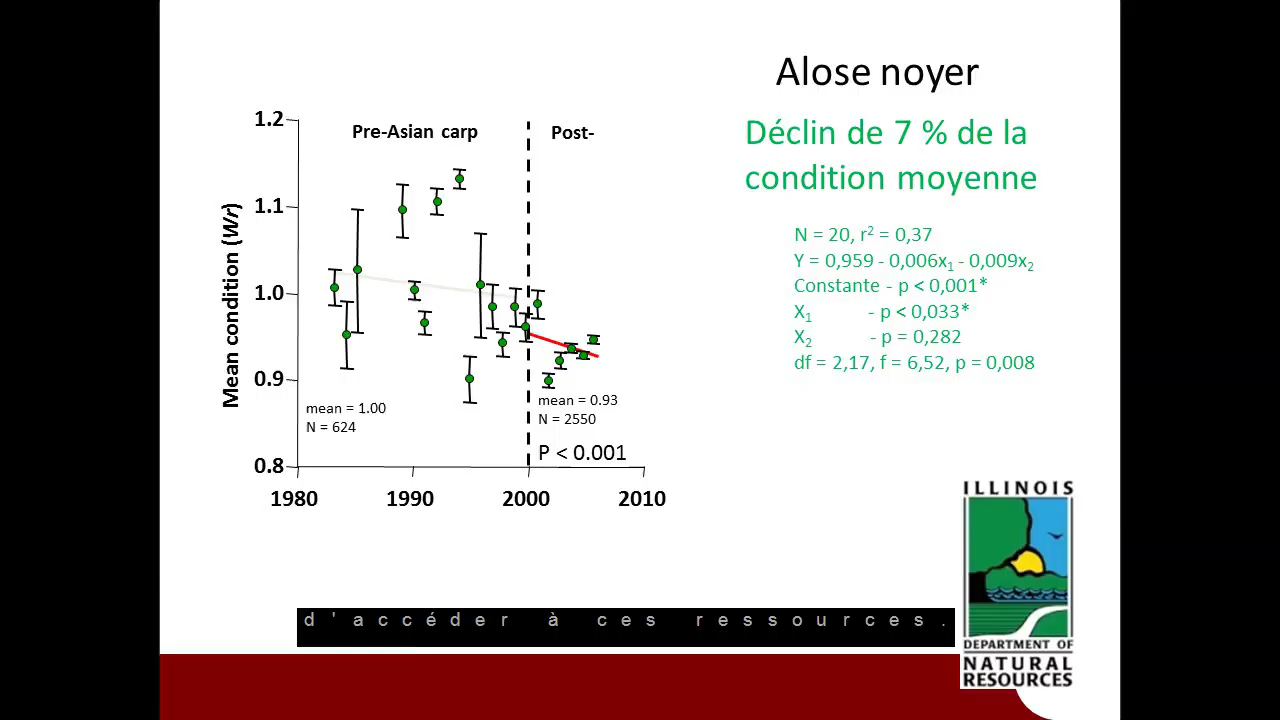 Alose noyer
Déclin de 7 % de la
condition moyenne
N = 20, r² = 0,37
Y = 0,959 - 0,006x₁ - 0,009x₂
Constante - p < 0,001*
X₁ - p < 0,033*
X₂ - p = 0,282
df = 2,17, f = 6,52, p = 0,008
Pre-Asian carp
Post-
Mean condition (Wr)
1.2
1.1
1.0
0.9
0.8
mean = 1.00
N = 624
mean = 0.93
N = 2550
P < 0.001
1980
1990
2000
2010
d'accéder à ces ressources.
ILLINOIS
DEPARTMENT OF
NATURAL
RESOURCES